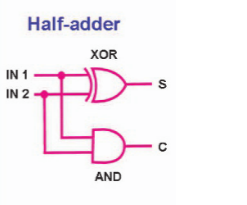 Half-adder
XOR
IN 1
S
IN 2
C
AND